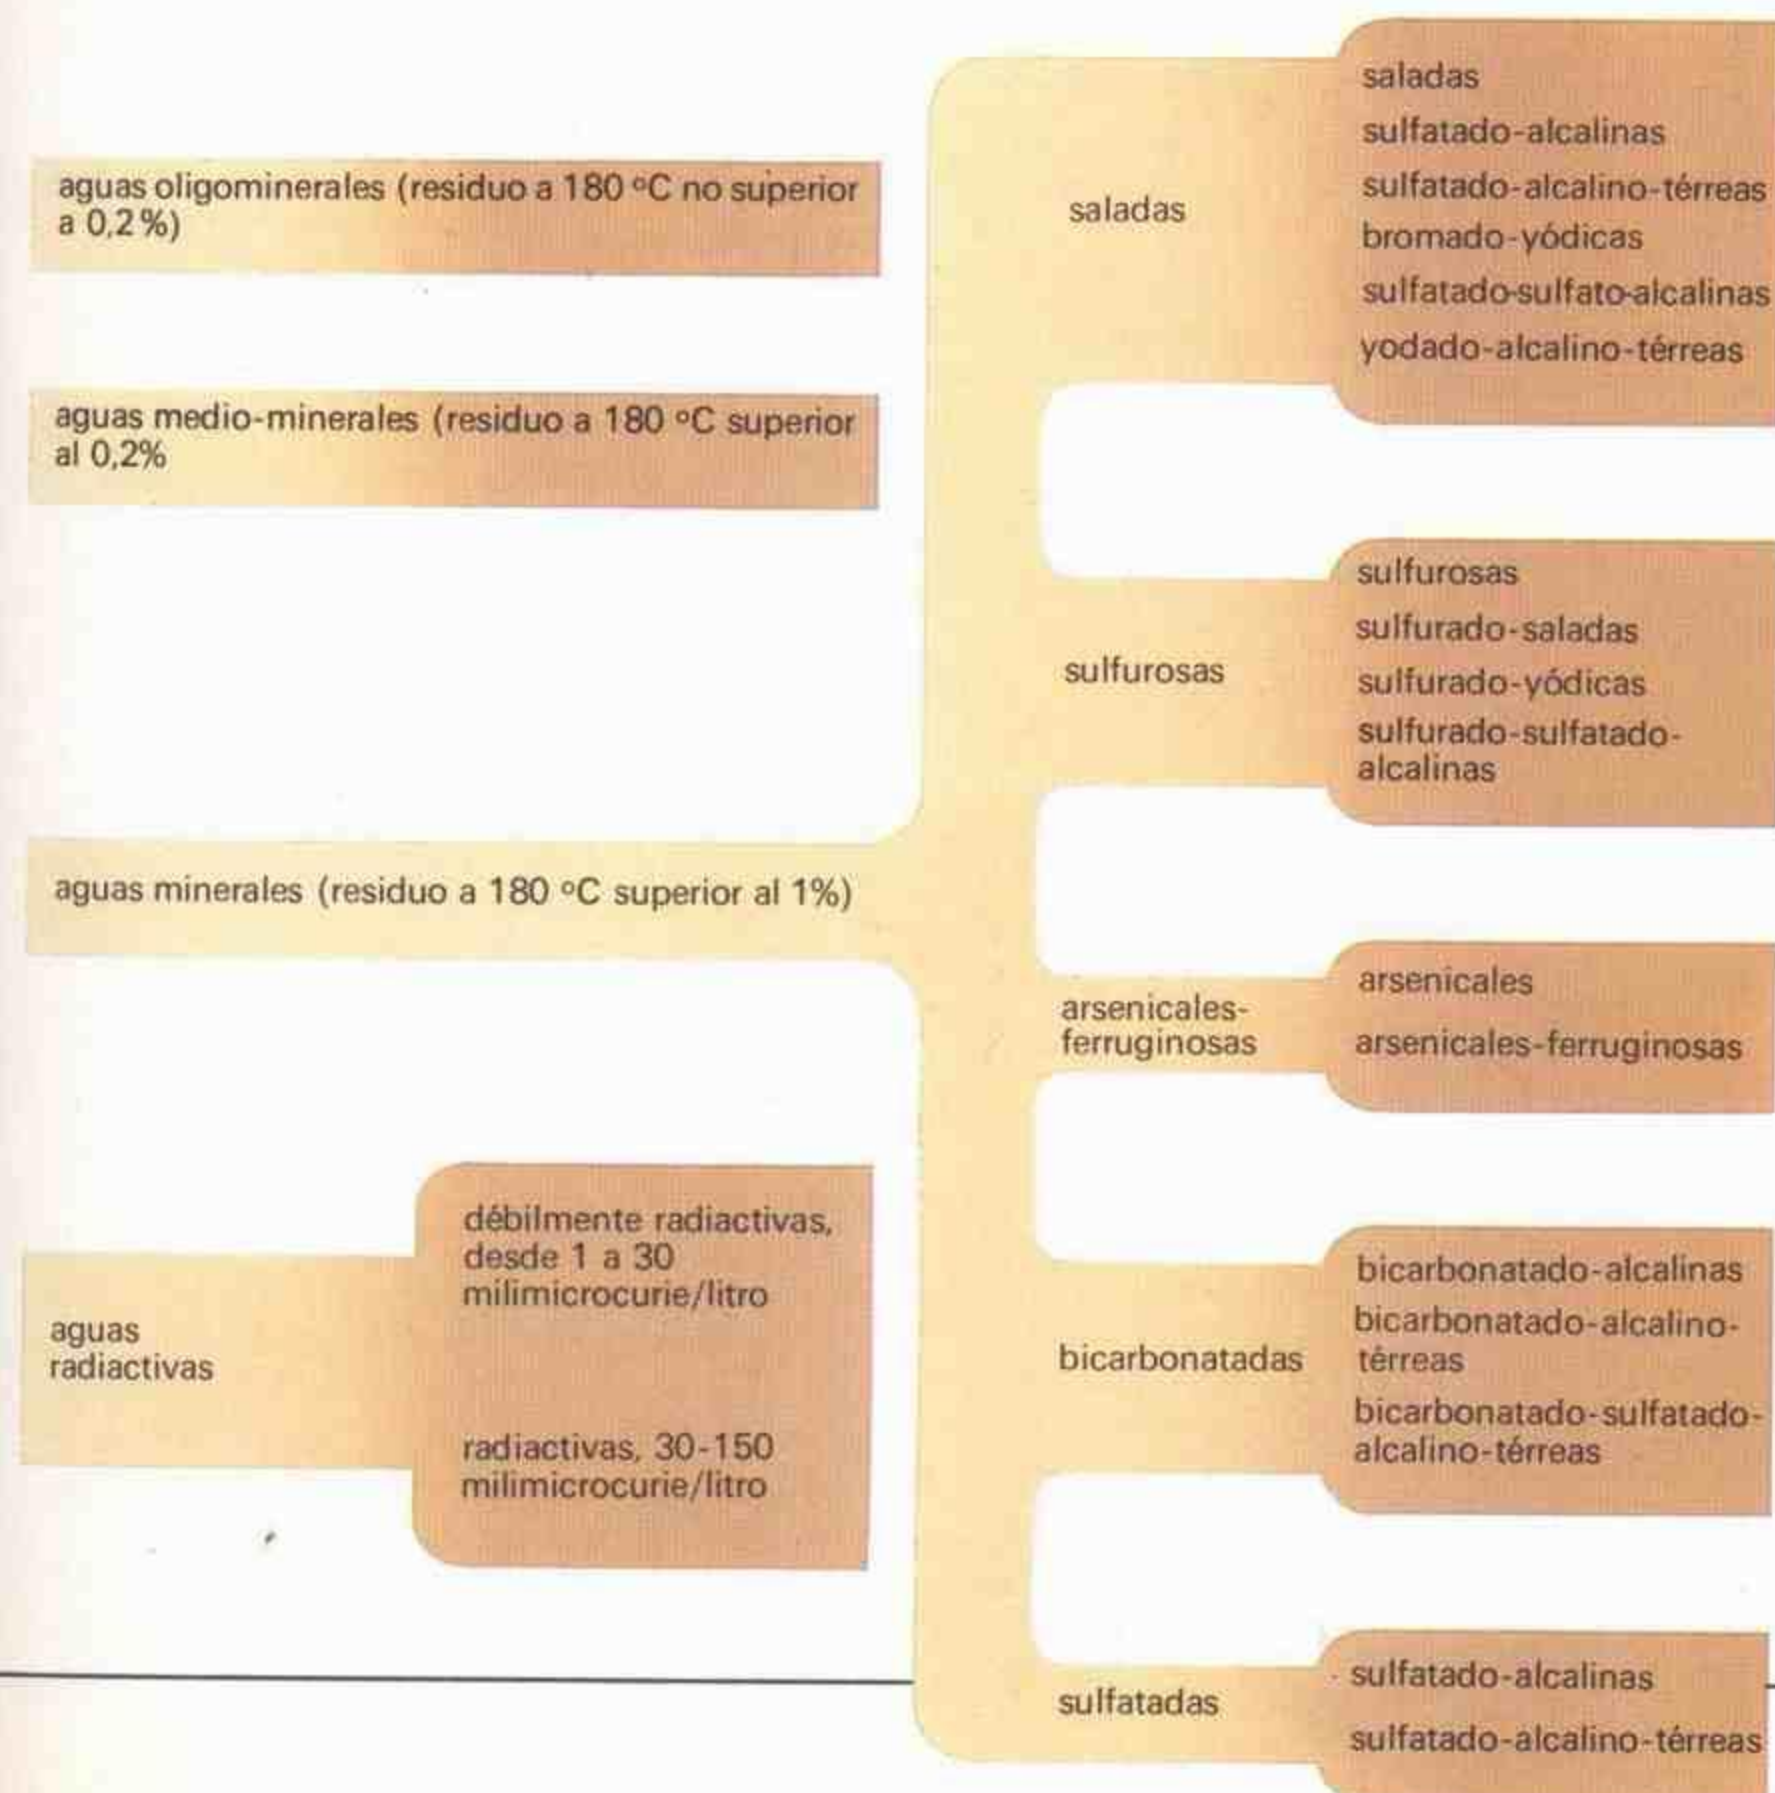 aguas oligominerales (residuo a 180 ºC no superior
a 0,2%)
aguas medio-minerales (residuo a 180 ºC superior
al 0,2%
aguas minerales (residuo a 180 ºC superior al 1%)
saladas
saladas
sulfatado-alcalinas
sulfatado-alcalino-térreas
bromado-yódicas
sulfatado-sulfato-alcalinas
yodado-alcalino-térreas
sulfurosas
sulfurosas
sulfurado-saladas
sulfurado-yódicas
sulfurado-sulfatado-
alcalinas
arsenicales-
ferruginosas
arsenicales
arsenicales-ferruginosas
bicarbonatadas
bicarbonatado-alcalinas
bicarbonatado-alcalino-
térreas
bicarbonatado-sulfatado-
alcalino-térreas
sulfatadas
sulfatado-alcalinas
sulfatado-alcalino-térreas
aguas
radiactivas
débilmente radiactivas,
desde 1 a 30
milimicrocurie/litro
radiactivas, 30-150
milimicrocurie/litro